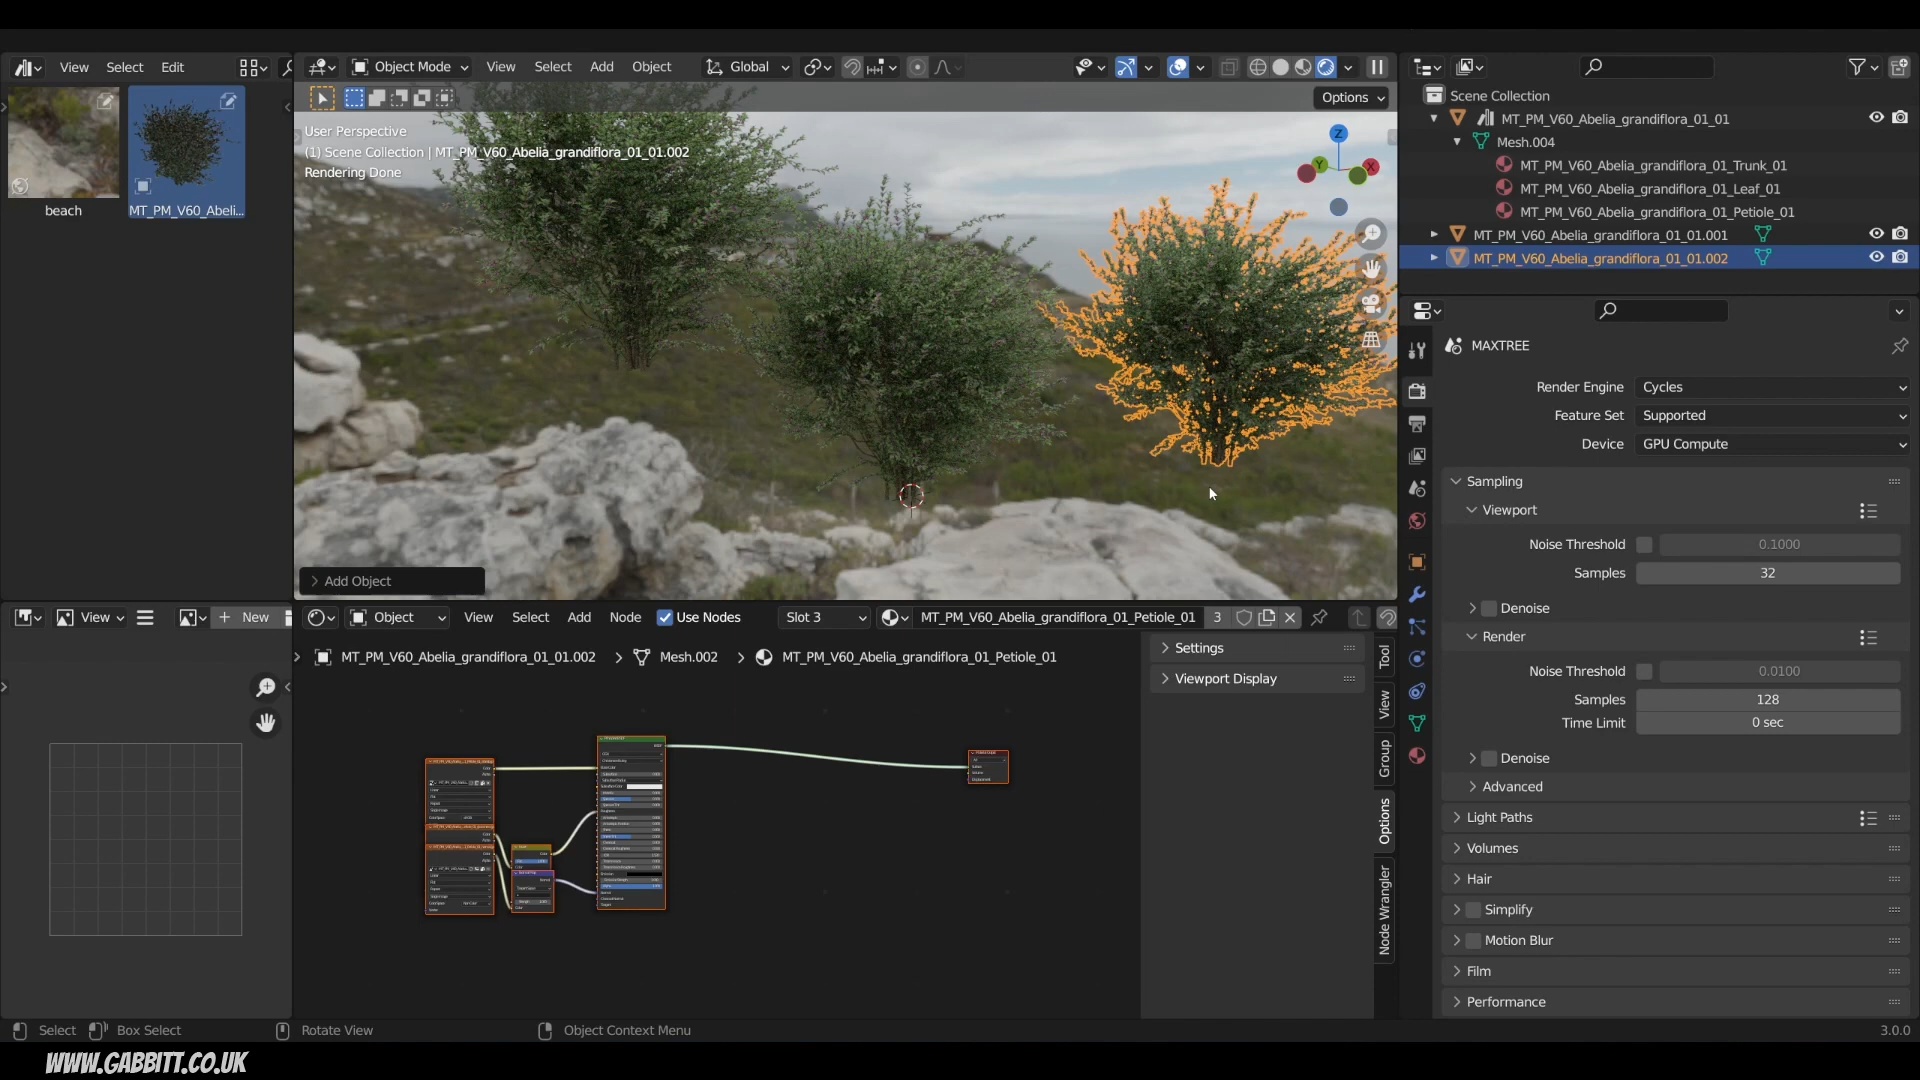 View Select Edit
Object Mode View Select Add Object Global
Options
beach
MT_PM_V60_Abeli...
User Perspective
(1) Scene Collection | MT_PM_V60_Abelia_grandiflora_01_01.002
Rendering Done
Z
Y
X
Add Object
Scene Collection
MT_PM_V60_Abelia_grandiflora_01_01
Mesh.004
MT_PM_V60_Abelia_grandiflora_01_Trunk_01
MT_PM_V60_Abelia_grandiflora_01_Leaf_01
MT_PM_V60_Abelia_grandiflora_01_Petiole_01
MT_PM_V60_Abelia_grandiflora_01_01.001
MT_PM_V60_Abelia_grandiflora_01_01.002
MAXTREE
Render Engine Cycles
Feature Set Supported
Device GPU Compute
Sampling
Viewport
Noise Threshold 0.1000
Samples 32
Denoise
Render
Noise Threshold 0.0100
Samples 128
Time Limit 0 sec
Denoise
Advanced
Light Paths
Volumes
Hair
Simplify
Motion Blur
Film
Performance
View New
Object View Select Add Node Use Nodes Slot 3 MT_PM_V60_Abelia_grandiflora_01_Petiole_01 3
MT_PM_V60_Abelia_grandiflora_01_01.002 Mesh.002 MT_PM_V60_Abelia_grandiflora_01_Petiole_01
Settings
Viewport Display
Tool
View
Group
Options
Node Wrangler
Select Box Select Rotate View Object Context Menu 3.0.0
WWW.GABBITT.CO.UK